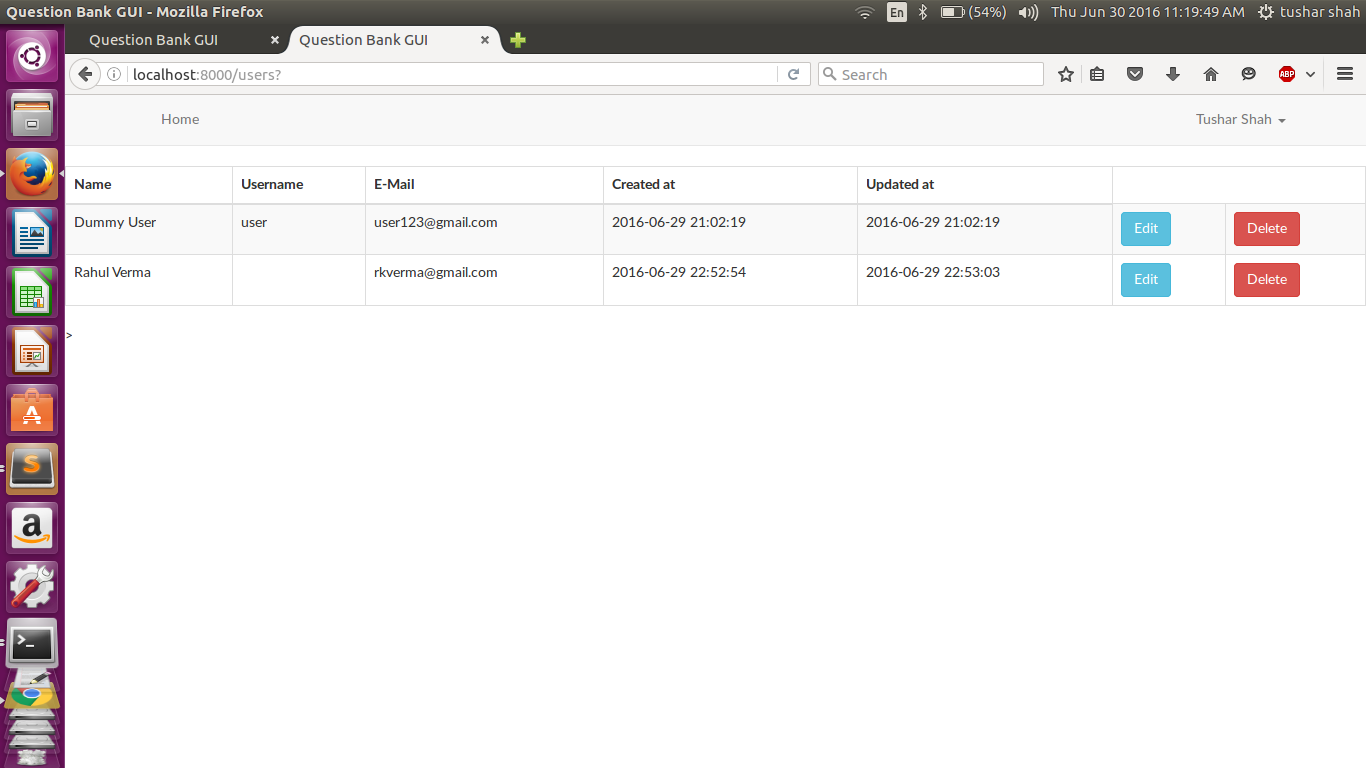 Question Bank GUI - Mozilla Firefox En (54%) Thu Jun 30 2016 11:19:49 AM tushar shah
Question Bank GUI × Question Bank GUI ×
localhost:8000/users? Search ABP
Home Tushar Shah
Name Username E-Mail Created at Updated at
Dummy User user user123@gmail.com 2016-06-29 21:02:19 2016-06-29 21:02:19 Edit Delete
Rahul Verma rkverma@gmail.com 2016-06-29 22:52:54 2016-06-29 22:53:03 Edit Delete
>
A
S
a
>_